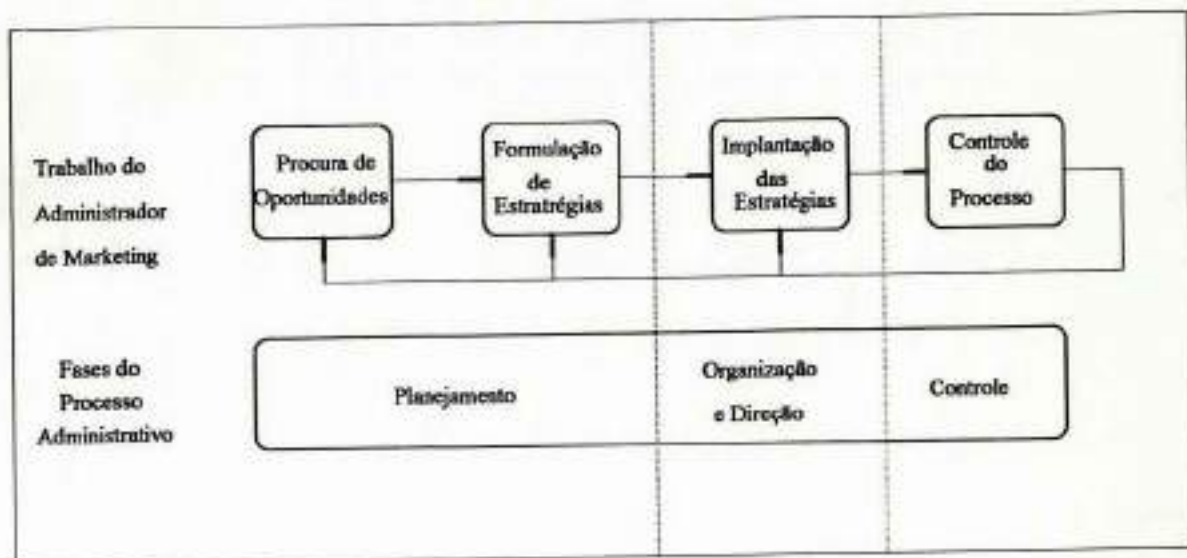 Trabalho do
Administrador
de Marketing
Procura de
Oportunidades
Formulação
de
Estratrégias
Implantação
das
Estratégias
Controle
do
Processo
Fases do
Processo
Administrativo
Planejamento
Organização
e Direção
Controle